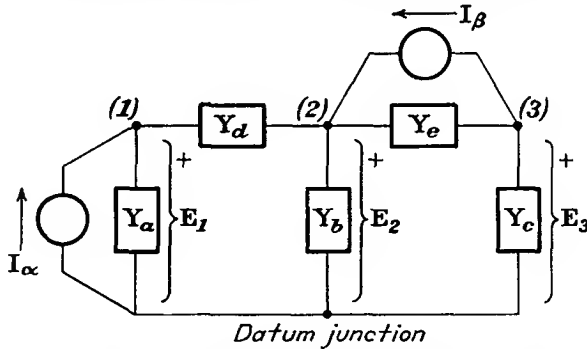 I_β
(1) (2) (3)
Y_d Y_e
+ + +
I_α Y_a E_1 Y_b E_2 Y_c E_3
Datum junction